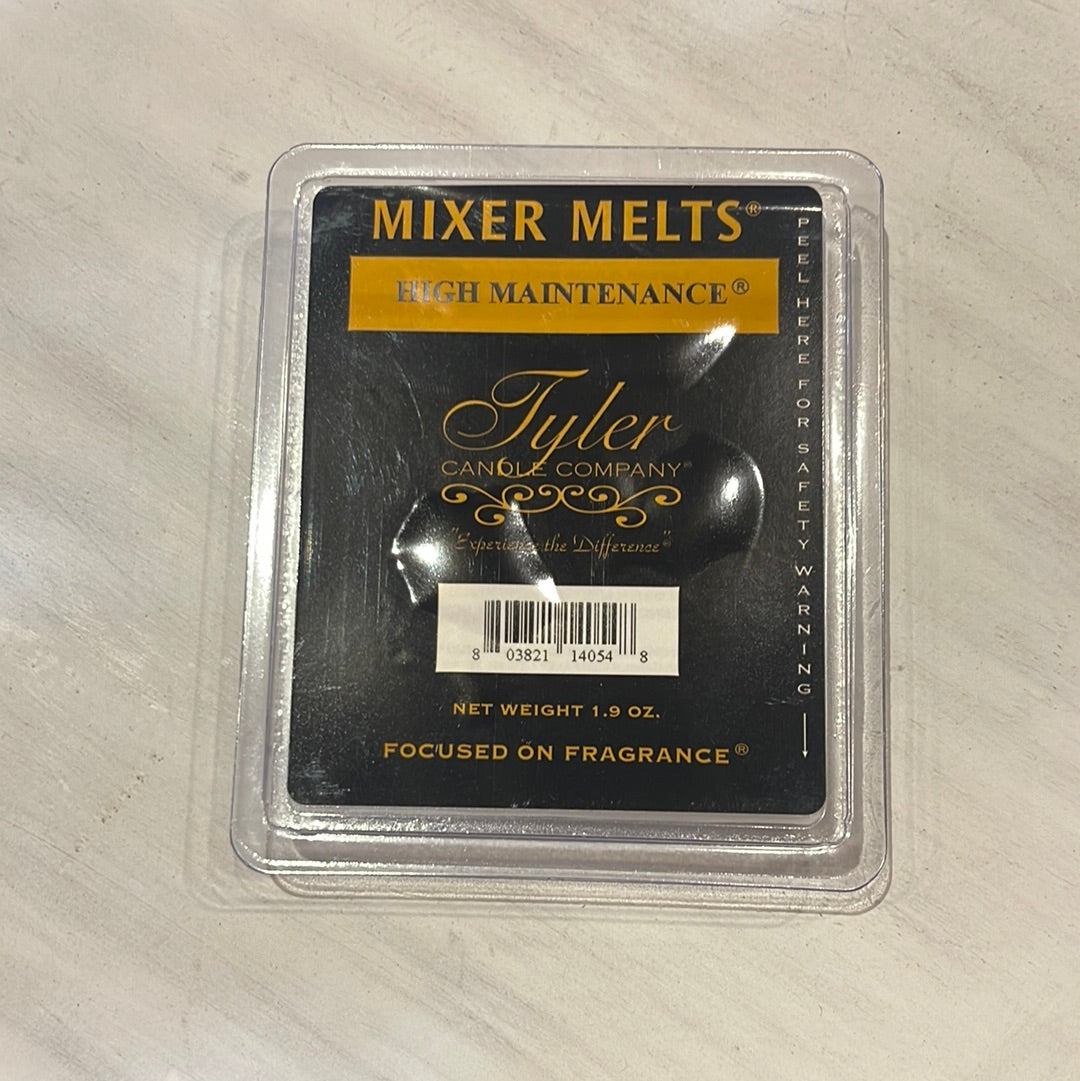 MIXER MELTS®
HIGH MAINTENANCE®
Tyler
CANDLE COMPANY®
"Experience the Difference"®
8 03821 14054 8
NET WEIGHT 1.9 OZ.
FOCUSED ON FRAGRANCE®
PEEL HERE FOR SAFETY WARNING